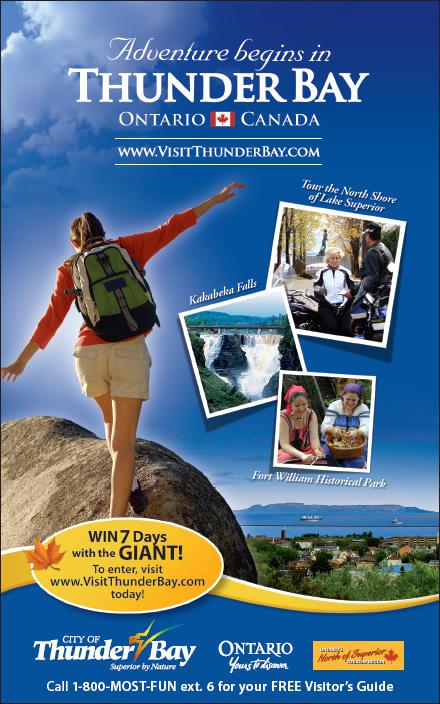 Adventure begins in
THUNDER BAY
ONTARIO CANADA
WWW.VISITTHUNDERBAY.COM
Tour the North Shore
of Lake Superior
Kakabeka Falls
Fort William Historical Park
WIN 7 Days
with the GIANT!
To enter, visit
www.VisitThunderBay.com
today!
CITY OF
Thunder Bay
Superior by Nature
ONTARIO
Yours to discover
ONTARIO'S
North of Superior
TOURISM REGION
Call 1-800-MOST-FUN ext. 6 for your FREE Visitor's Guide